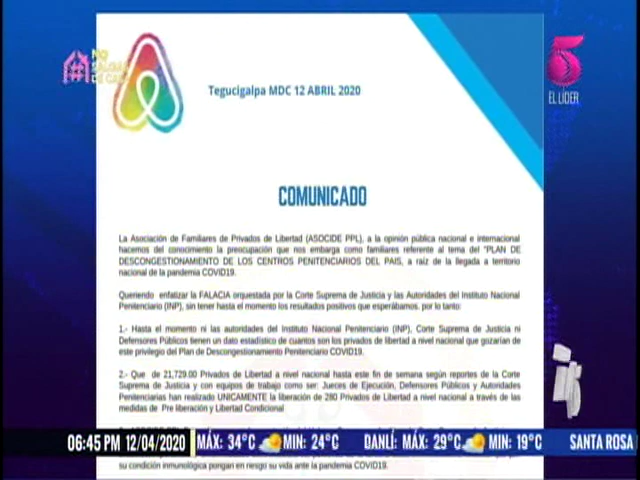 NO
SALGAS
DE CASA
5
EL LÍDER
Tegucigalpa MDC 12 ABRIL 2020
COMUNICADO
La Asociación de Familiares de Privados de Libertad (ASOCIDE PPL), a la opinión pública nacional e internacional
hacemos del conocimiento la preocupación que nos embarga como familiares referente al tema del "PLAN DE
DESCONGESTIONAMIENTO DE LOS CENTROS PENITENCIARIOS DEL PAIS, a raíz de la llegada a territorio
nacional de la pandemia COVID19.
Queriendo enfatizar la FALACIA orquestada por la Corte Suprema de Justicia y las Autoridades del Instituto Nacional
Penitenciario (INP), sin tener hasta el momento los resultados positivos que esperábamos. por lo tanto:
1.- Hasta el momento ni las autoridades del Instituto Nacional Penitenciario (INP), Corte Suprema de Justicia ni
Defensores Públicos tienen un dato estadístico de cuantos son los privados de libertad a nivel nacional que gozarían de
este privilegio del Plan de Descongestionamiento Penitenciario COVID19.
2.- Que de 21,729.00 Privados de Libertad a nivel nacional hasta este fin de semana según reportes de la Corte
Suprema de Justicia y con equipos de trabajo como ser: Jueces de Ejecución, Defensores Públicos y Autoridades
Penitenciarias han realizado UNICAMENTE la liberación de 280 Privados de Libertad a nivel nacional a través de las
medidas de Pre liberación y Libertad Condicional
06:45 PM 12/04/2020 MÁX: 34°C MIN: 24°C DANLÍ: MÁX: 29°C MIN: 19°C SANTA ROSA
su condición inmunológica pongan en riesgo su vida ante la pandemia COVID19.